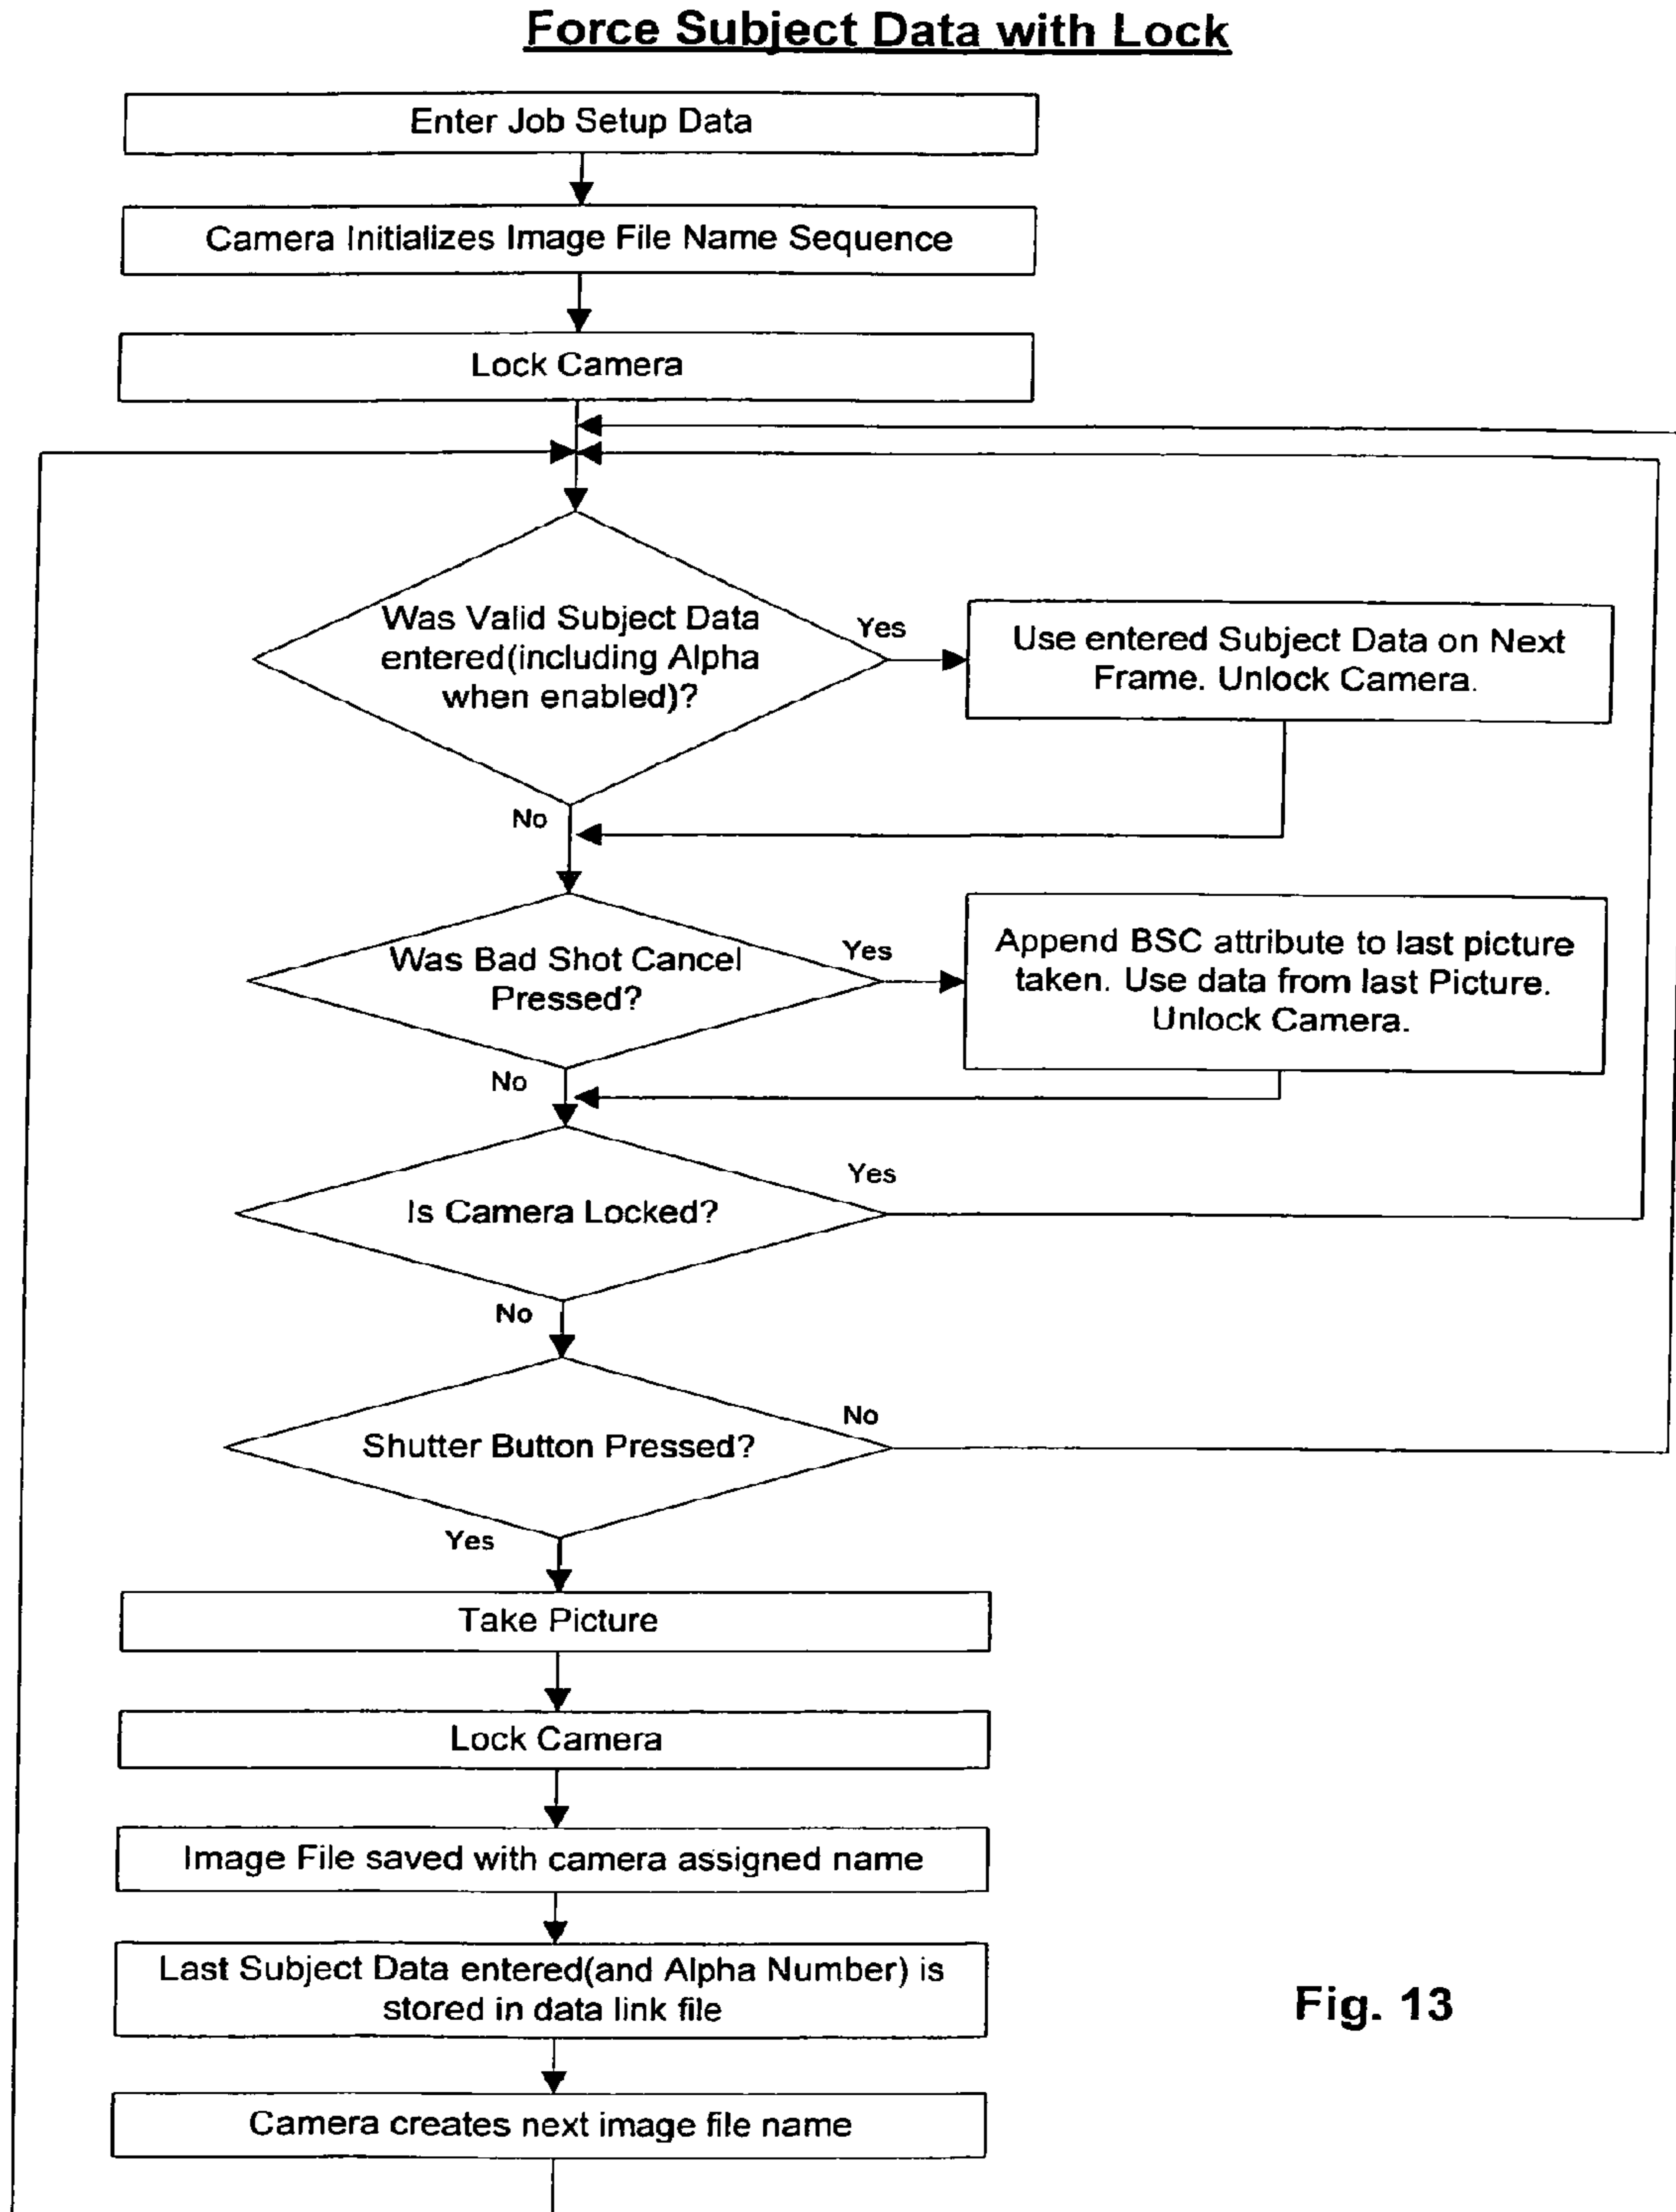 Force Subject Data with Lock
Enter Job Setup Data
Camera Initializes Image File Name Sequence
Lock Camera
Was Valid Subject Data
entered(including Alpha
when enabled)?
Yes
Use entered Subject Data on Next
Frame. Unlock Camera.
No
Was Bad Shot Cancel
Pressed?
Yes
Append BSC attribute to last picture
taken. Use data from last Picture.
Unlock Camera.
No
Is Camera Locked?
Yes
No
Shutter Button Pressed?
No
Yes
Take Picture
Lock Camera
Image File saved with camera assigned name
Last Subject Data entered(and Alpha Number) is
stored in data link file
Camera creates next image file name
Fig. 13